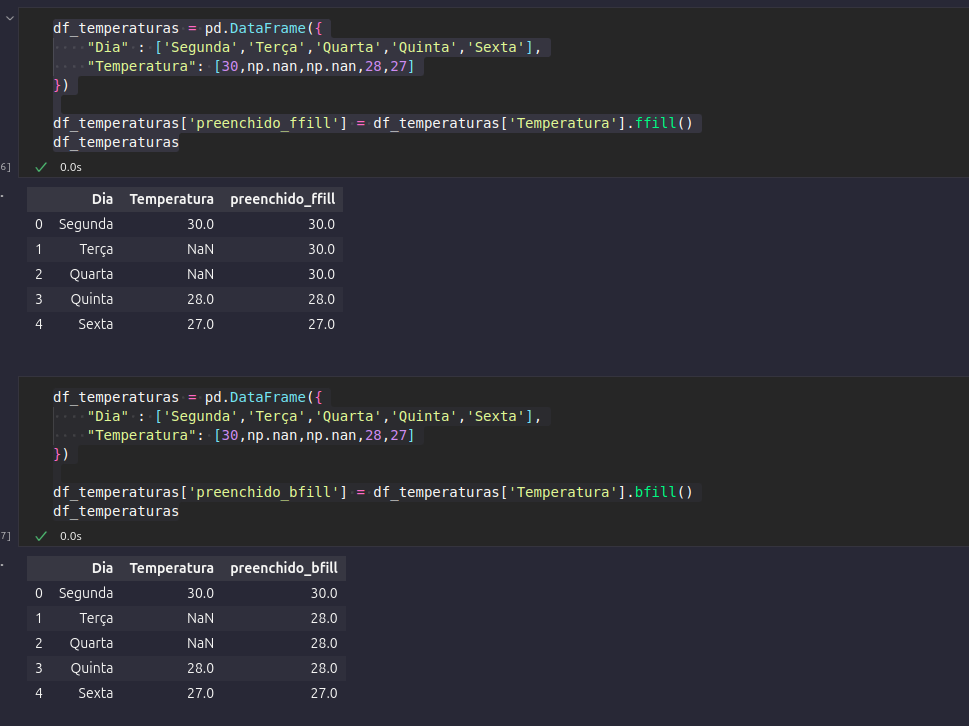 df_temperaturas = pd.DataFrame({
    "Dia" : ['Segunda','Terça','Quarta','Quinta','Sexta'],
    "Temperatura": [30,np.nan,np.nan,28,27]
})
df_temperaturas['preenchido_ffill'] = df_temperaturas['Temperatura'].ffill()
df_temperaturas
6] ✓ 0.0s
Dia Temperatura preenchido_ffill
0 Segunda 30.0 30.0
1 Terça NaN 30.0
2 Quarta NaN 30.0
3 Quinta 28.0 28.0
4 Sexta 27.0 27.0
df_temperaturas = pd.DataFrame({
    "Dia" : ['Segunda','Terça','Quarta','Quinta','Sexta'],
    "Temperatura": [30,np.nan,np.nan,28,27]
})
df_temperaturas['preenchido_bfill'] = df_temperaturas['Temperatura'].bfill()
df_temperaturas
7] ✓ 0.0s
Dia Temperatura preenchido_bfill
0 Segunda 30.0 30.0
1 Terça NaN 28.0
2 Quarta NaN 28.0
3 Quinta 28.0 28.0
4 Sexta 27.0 27.0